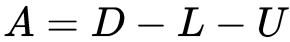 A = D − L − U